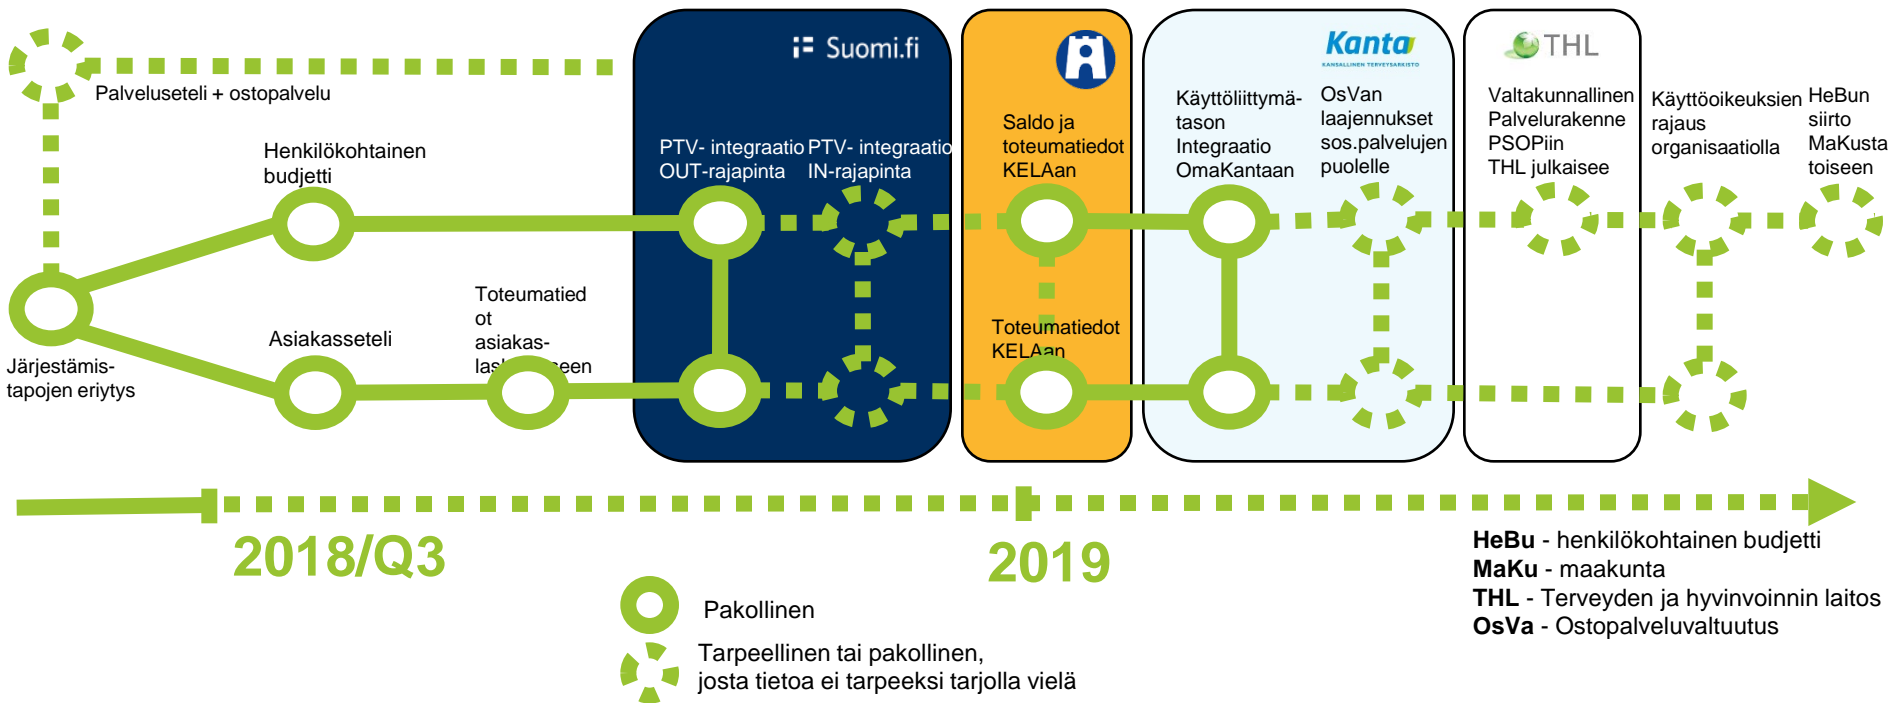 Suomi.fi
Kanta
KANSALLINEN TERVEYSARKISTO
THL
Palveluseteli + ostopalvelu
Henkilökohtainen
budjetti
PTV- integraatio
OUT-rajapinta
PTV- integraatio
IN-rajapinta
Saldo ja
toteumatiedot
KELAan
Käyttöliittymä-
tason
Integraatio
OmaKantaan
OsVan
laajennukset
sos.palvelujen
puolelle
Valtakunnallinen
Palvelurakenne
PSOPiin
THL julkaisee
Käyttöoikeuksien
rajaus
organisaatiolla
HeBun
siirto
MaKusta
toiseen
Järjestämis-
tapojen eriytys
Asiakasseteli
Toteumatied
ot
asiakas-
las een
Toteumatiedot
KELAan
2018/Q3
2019
Pakollinen
Tarpeellinen tai pakollinen,
josta tietoa ei tarpeeksi tarjolla vielä
HeBu - henkilökohtainen budjetti
MaKu - maakunta
THL - Terveyden ja hyvinvoinnin laitos
OsVa - Ostopalveluvaltuutus